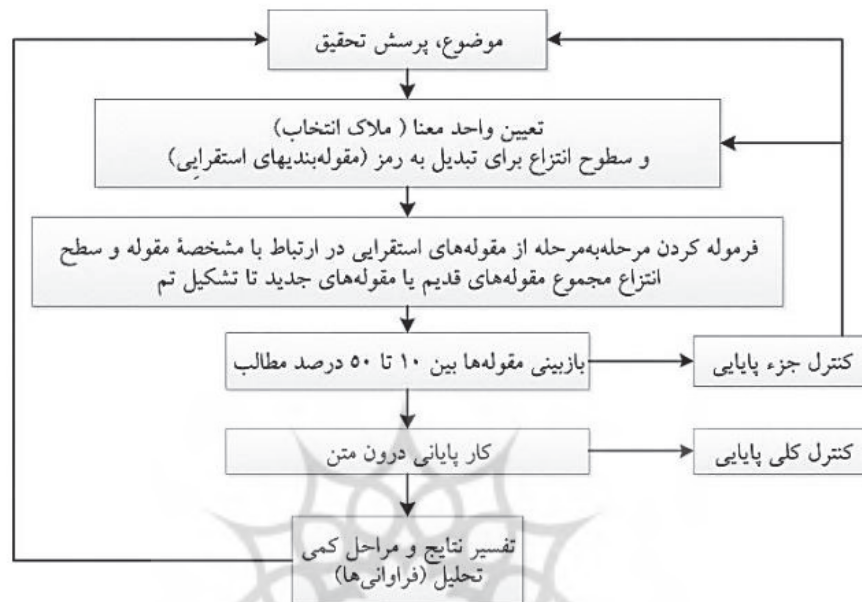 موضوع، پرسش تحقیق
تعیین واحد معنا ( ملاک انتخاب)
و سطوح انتزاع برای تبدیل به رمز (مقوله‌بندیهای استقرایِی)
فرموله کردن مرحله‌به‌مرحله از مقوله‌های استقرایی در ارتباط با مشخصهٔ مقوله و سطح
انتزاع مجموع مقوله‌های قدیم یا مقوله‌های جدید تا تشکیل تم
بازبینی مقوله‌ها بین ۱۰ تا ۵۰ درصد مطالب
کنترل جزء پایایی
کار پایانی درون متن
کنترل کلی پایایی
تفسیر نتایج و مراحل کمی
تحلیل (فراوانی‌ها)